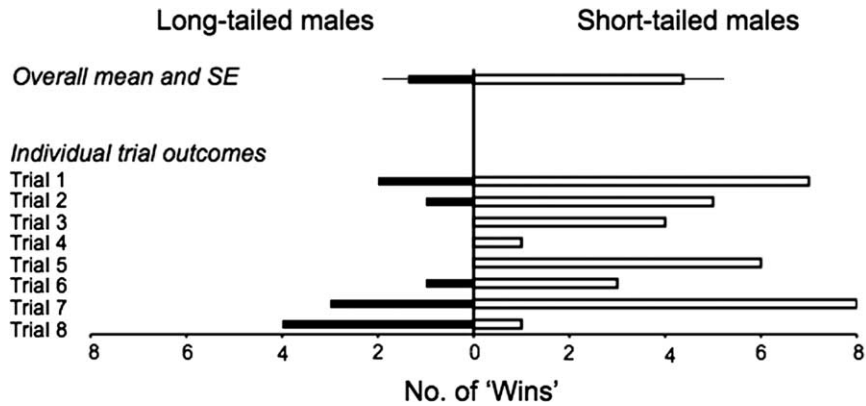 Long-tailed males Short-tailed males
Overall mean and SE
Individual trial outcomes
Trial 1
Trial 2
Trial 3
Trial 4
Trial 5
Trial 6
Trial 7
Trial 8
8 6 4 2 0 2 4 6 8
No. of ‘Wins’